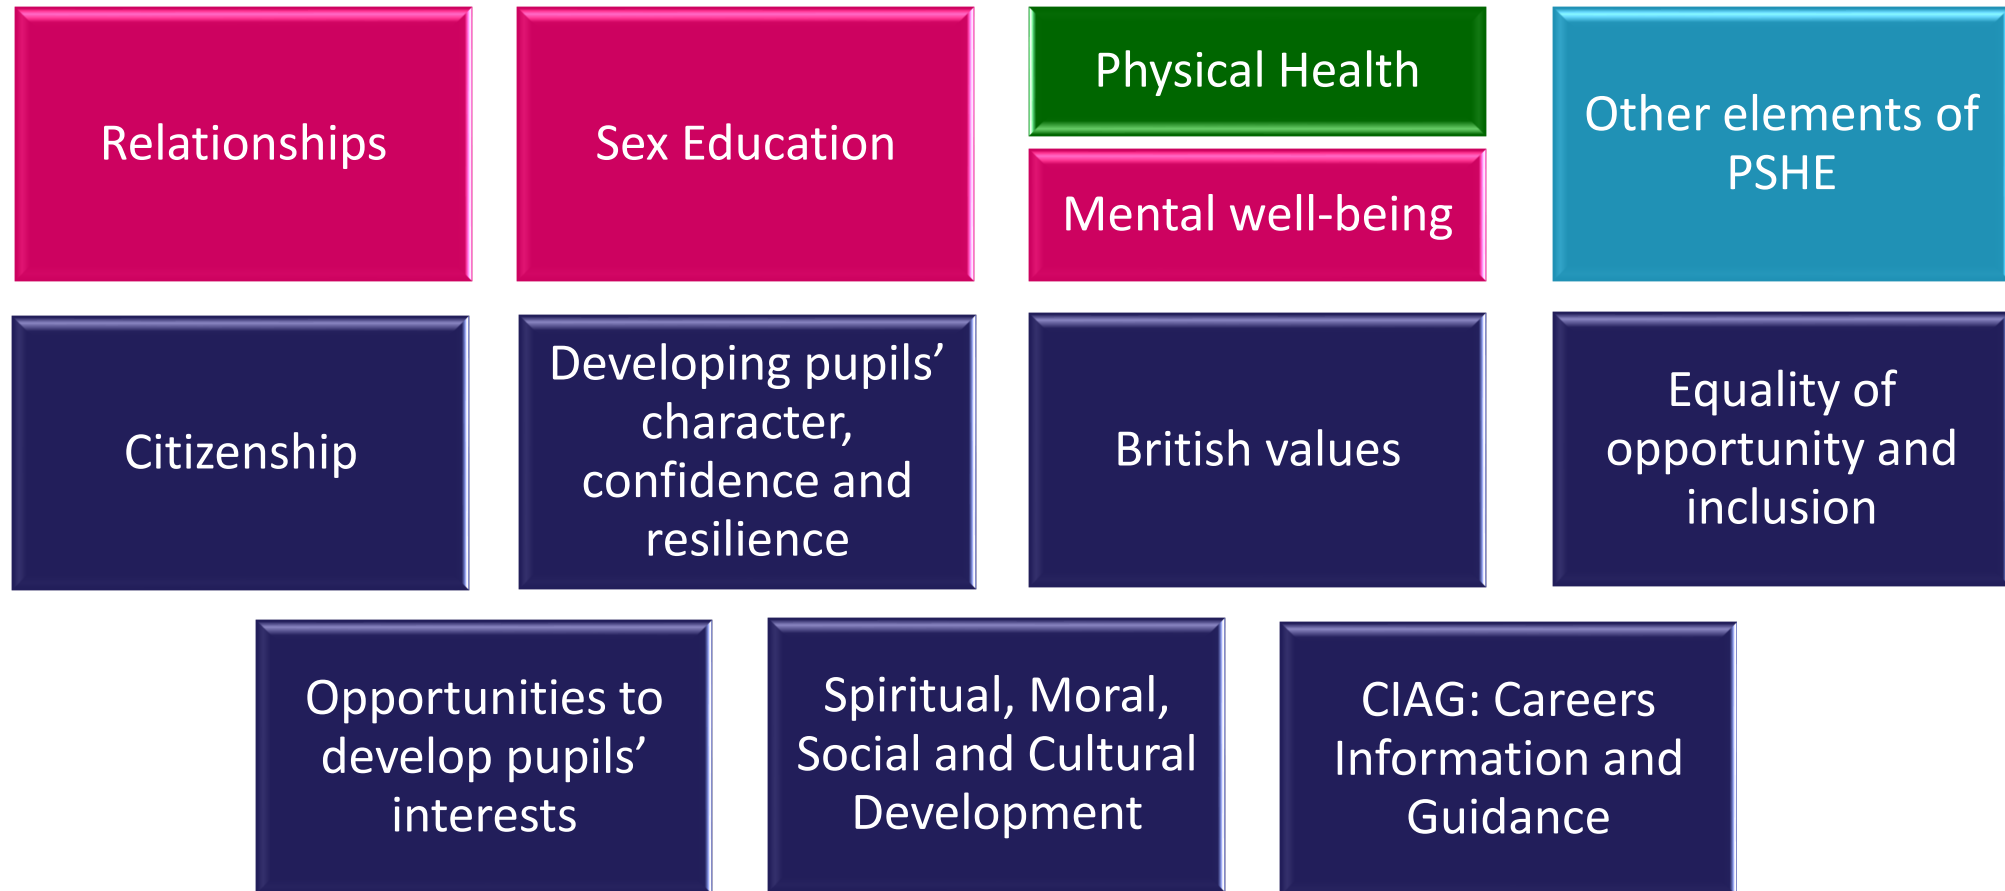 Relationships
Sex Education
Physical Health
Mental well-being
Other elements of
PSHE
Citizenship
Developing pupils’
character,
confidence and
resilience
British values
Equality of
opportunity and
inclusion
Opportunities to
develop pupils’
interests
Spiritual, Moral,
Social and Cultural
Development
CIAG: Careers
Information and
Guidance